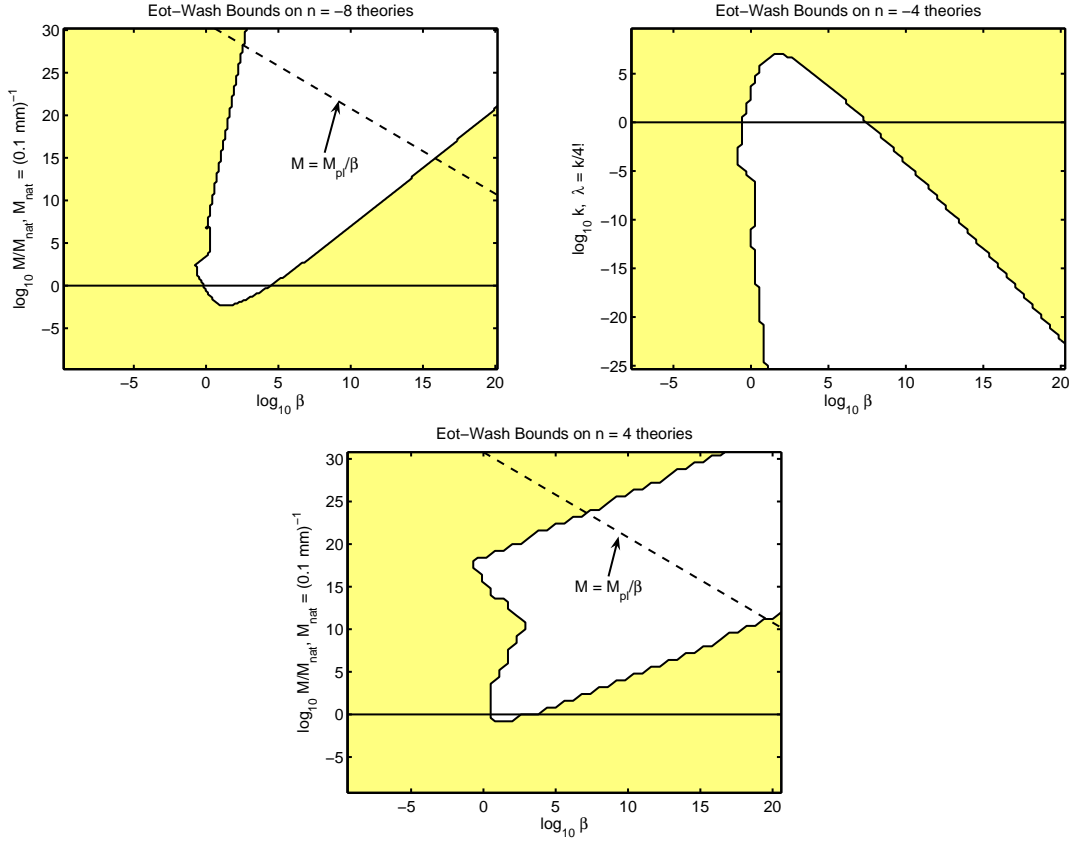 Eot−Wash Bounds on n = −8 theories
log10 M/Mnat, Mnat = (0.1 mm)−1
30
25
20
15
10
5
0
−5
M = Mpl/β
−5 0 5 10 15 20
log10 β
Eot−Wash Bounds on n = −4 theories
log10 k, λ = k/4!
5
0
−5
−10
−15
−20
−25
−5 0 5 10 15 20
log10 β
Eot−Wash Bounds on n = 4 theories
log10 M/Mnat, Mnat = (0.1 mm)−1
30
25
20
15
10
5
0
−5
M = Mpl/β
−5 0 5 10 15 20
log10 β